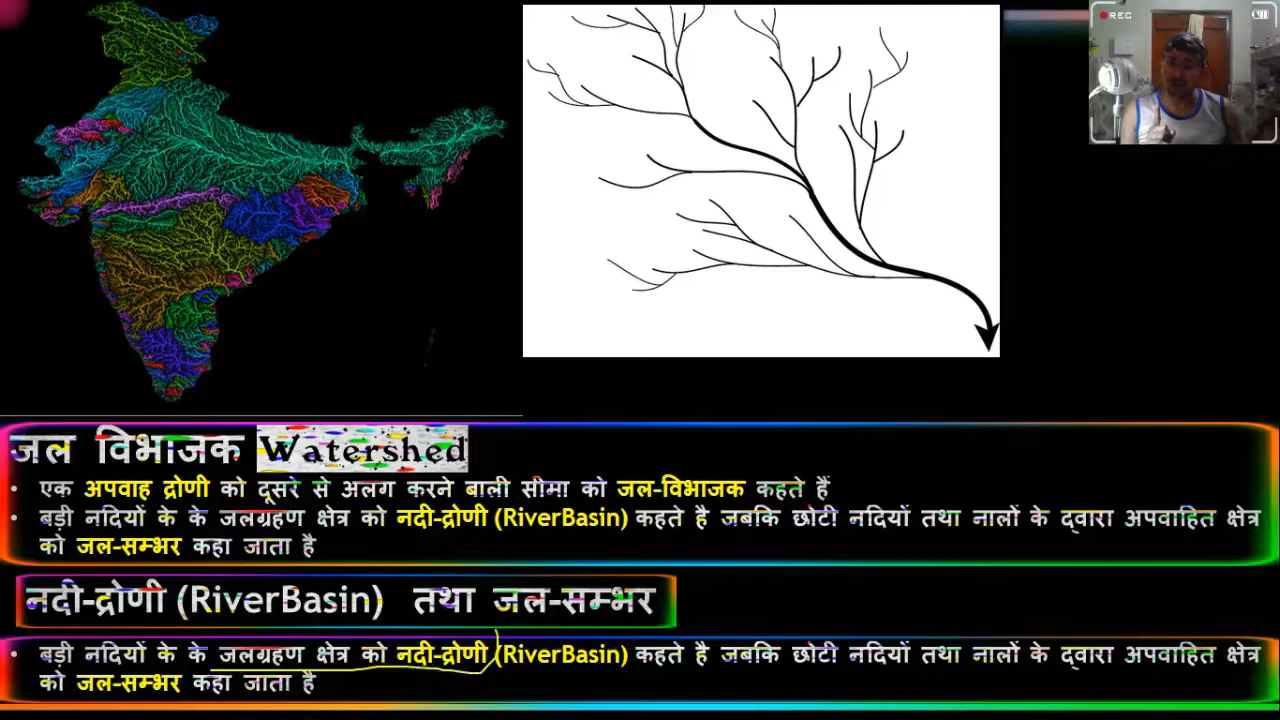 REC
जल विभाजक Watershed
• एक अपवाह द्रोणी को दूसरे से अलग करने बाली सीमा को जल-विभाजक कहते हैं
• बड़ी नदियों के के जलग्रहण क्षेत्र को नदी-द्रोणी (RiverBasin) कहते है जबकि छोटी नदियों तथा नालों के द्वारा अपवाहित क्षेत्र
को जल-सम्भर कहा जाता है
नदी-द्रोणी (RiverBasin) तथा जल-सम्भर
• बड़ी नदियों के के जलग्रहण क्षेत्र को नदी-द्रोणी (RiverBasin) कहते है जबकि छोटी नदियों तथा नालों के द्वारा अपवाहित क्षेत्र
को जल-सम्भर कहा जाता है